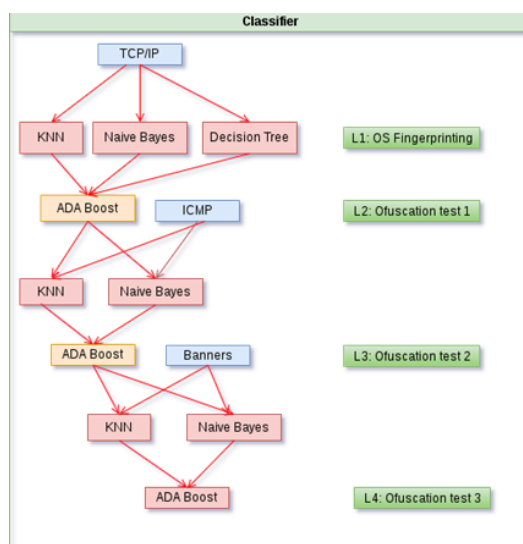 Classifier
TCP/IP
KNN
Naive Bayes
Decision Tree
L1: OS Fingerprinting
ADA Boost
ICMP
L2: Ofuscation test 1
KNN
Naive Bayes
ADA Boost
Banners
L3: Ofuscation test 2
KNN
Naive Bayes
ADA Boost
L4: Ofuscation test 3